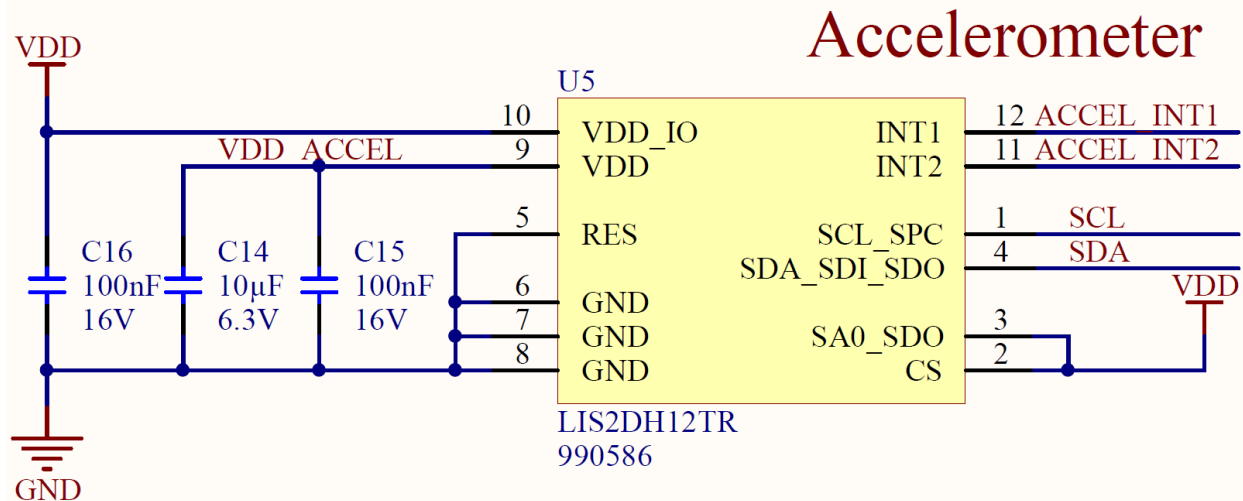 Accelerometer
VDD
U5
10 VDD_IO INT1 12 ACCEL_INT1
VDD_ACCEL 9 VDD INT2 11 ACCEL_INT2
5 RES SCL_SPC 1 SCL
SDA_SDI_SDO 4 SDA
VDD
C16 C14 C15
100nF 10µF 100nF
16V 6.3V 16V
6 GND
7 GND SA0_SDO 3
8 GND CS 2
LIS2DH12TR
990586
GND